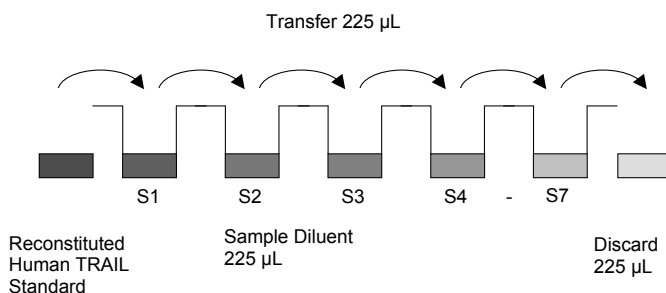 Transfer 225 µL
S1 S2 S3 S4 - S7
Reconstituted
Human TRAIL
Standard
Sample Diluent
225 µL
Discard
225 µL